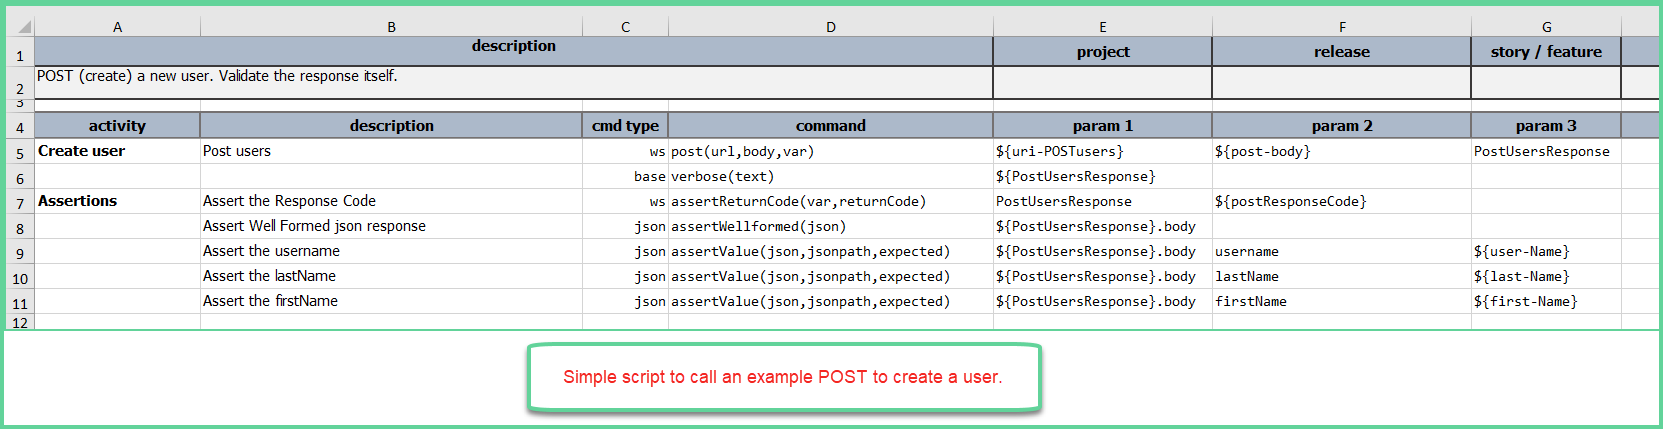 A B C D E F G
1 description project release story / feature
2 POST (create) a new user. Validate the response itself.
3
4 activity description cmd type command param 1 param 2 param 3
5 Create user Post users ws post(url,body,var) ${uri-POSTusers} ${post-body} PostUsersResponse
6 base verbose(text) ${PostUsersResponse}
7 Assertions Assert the Response Code ws assertReturnCode(var,returnCode) PostUsersResponse ${postResponseCode}
8 Assert Well Formed json response json assertWellformed(json) ${PostUsersResponse}.body
9 Assert the username json assertValue(json,jsonpath,expected) ${PostUsersResponse}.body username ${user-Name}
10 Assert the lastName json assertValue(json,jsonpath,expected) ${PostUsersResponse}.body lastName ${last-Name}
11 Assert the firstName json assertValue(json,jsonpath,expected) ${PostUsersResponse}.body firstName ${first-Name}
12
Simple script to call an example POST to create a user.